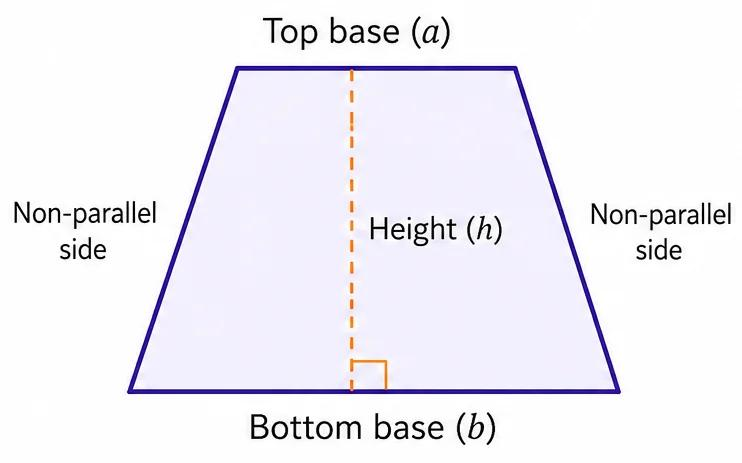 Top base (a)
Non-parallel
side
Height (h)
Non-parallel
side
Bottom base (b)